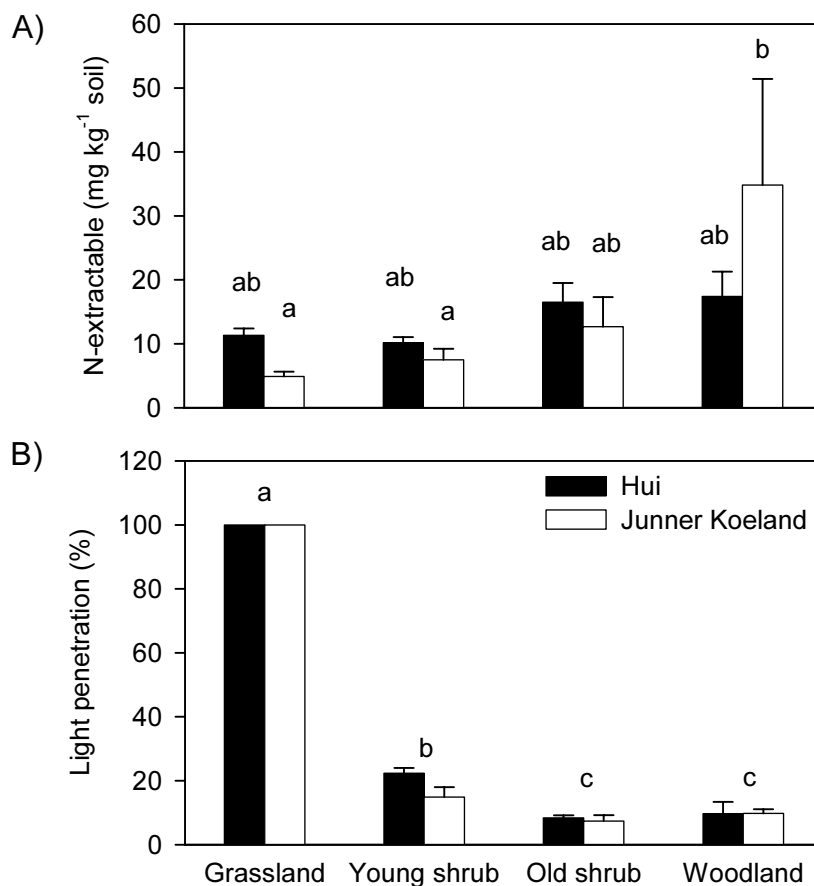 A)
N-extractable (mg kg⁻¹ soil)
60
50
40
30
20
10
0
ab
a
ab
a
ab
ab
ab
b
B)
Light penetration (%)
120
100
80
60
40
20
0
a
b
c
c
Hui
Junner Koeland
Grassland Young shrub Old shrub Woodland